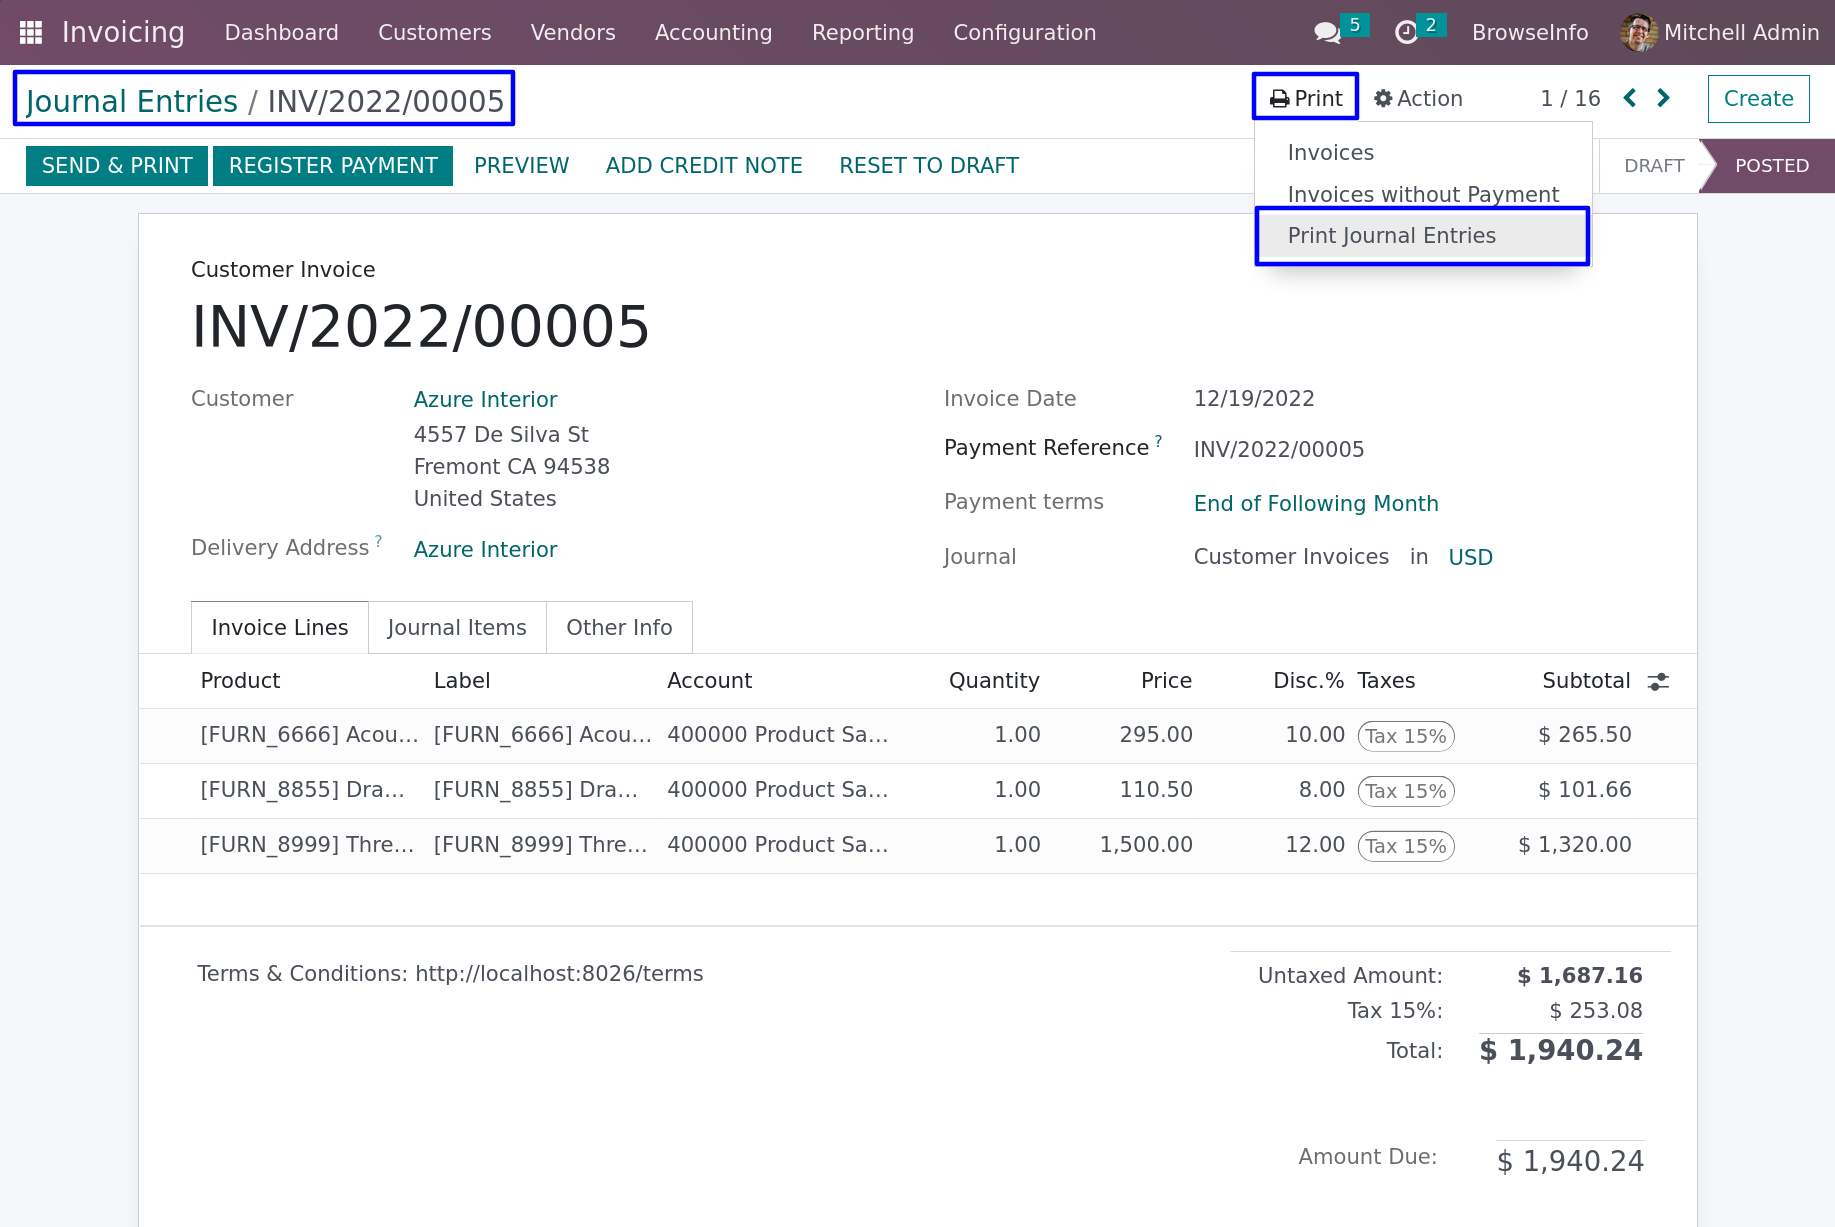 Invoicing Dashboard Customers Vendors Accounting Reporting Configuration 5 2 BrowseInfo Mitchell Admin
Journal Entries / INV/2022/00005 Print Action 1 / 16 Create
Invoices
SEND & PRINT REGISTER PAYMENT PREVIEW ADD CREDIT NOTE RESET TO DRAFT DRAFT POSTED
Invoices without Payment
Print Journal Entries
Customer Invoice
INV/2022/00005
Customer Azure Interior Invoice Date 12/19/2022
4557 De Silva St
Payment Reference ? INV/2022/00005
Fremont CA 94538
United States Payment terms End of Following Month
Delivery Address ? Azure Interior Journal Customer Invoices in USD
Invoice Lines Journal Items Other Info
Product Label Account Quantity Price Disc.% Taxes Subtotal
[FURN_6666] Acou... [FURN_6666] Acou... 400000 Product Sa... 1.00 295.00 10.00 Tax 15% $ 265.50
[FURN_8855] Dra... [FURN_8855] Dra... 400000 Product Sa... 1.00 110.50 8.00 Tax 15% $ 101.66
[FURN_8999] Thre... [FURN_8999] Thre... 400000 Product Sa... 1.00 1,500.00 12.00 Tax 15% $ 1,320.00
Terms & Conditions: http://localhost:8026/terms Untaxed Amount: $ 1,687.16
Tax 15%: $ 253.08
Total: $ 1,940.24
Amount Due: $ 1,940.24